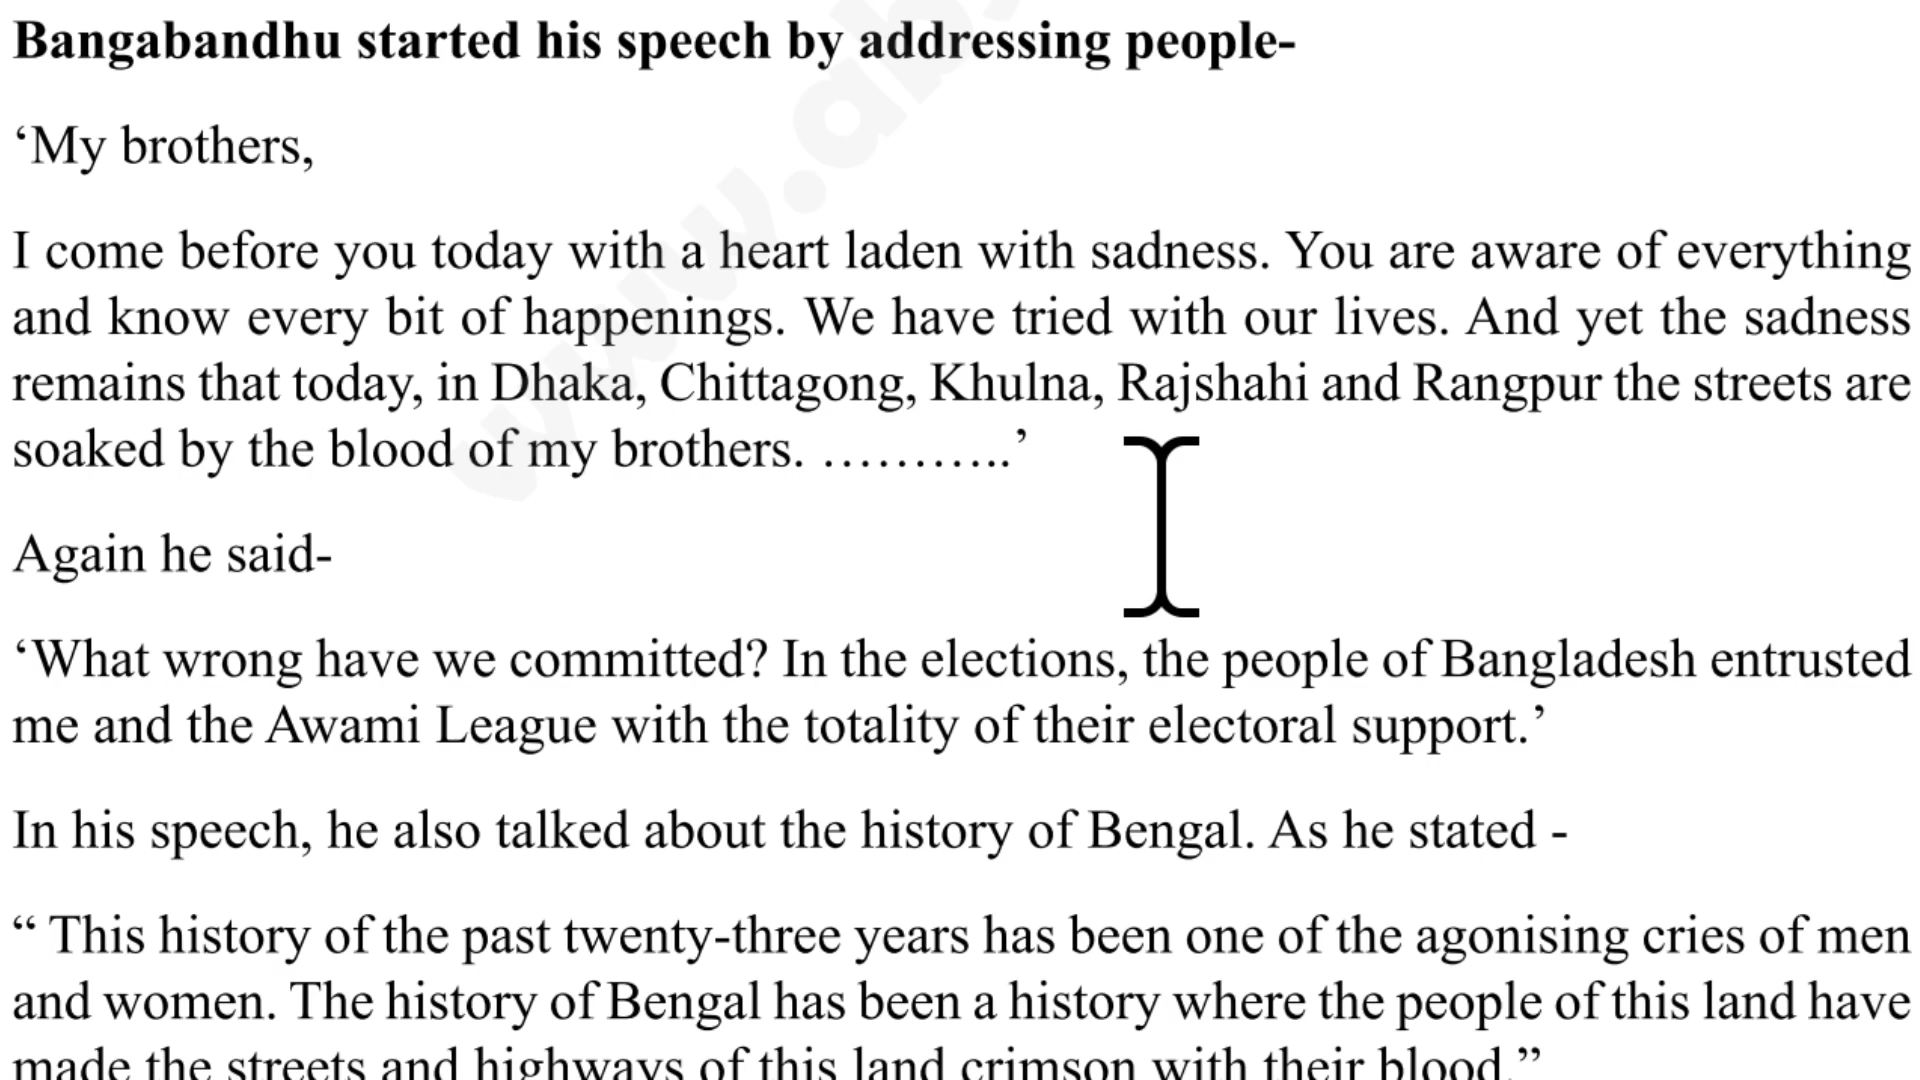 Bangabandhu started his speech by addressing people-
‘My brothers,
I come before you today with a heart laden with sadness. You are aware of everything
and know every bit of happenings. We have tried with our lives. And yet the sadness
remains that today, in Dhaka, Chittagong, Khulna, Rajshahi and Rangpur the streets are
soaked by the blood of my brothers. ………..’
Again he said-
‘What wrong have we committed? In the elections, the people of Bangladesh entrusted
me and the Awami League with the totality of their electoral support.’
In his speech, he also talked about the history of Bengal. As he stated -
“ This history of the past twenty-three years has been one of the agonising cries of men
and women. The history of Bengal has been a history where the people of this land have
made the streets and highways of this land crimson with their blood.”
www.ab